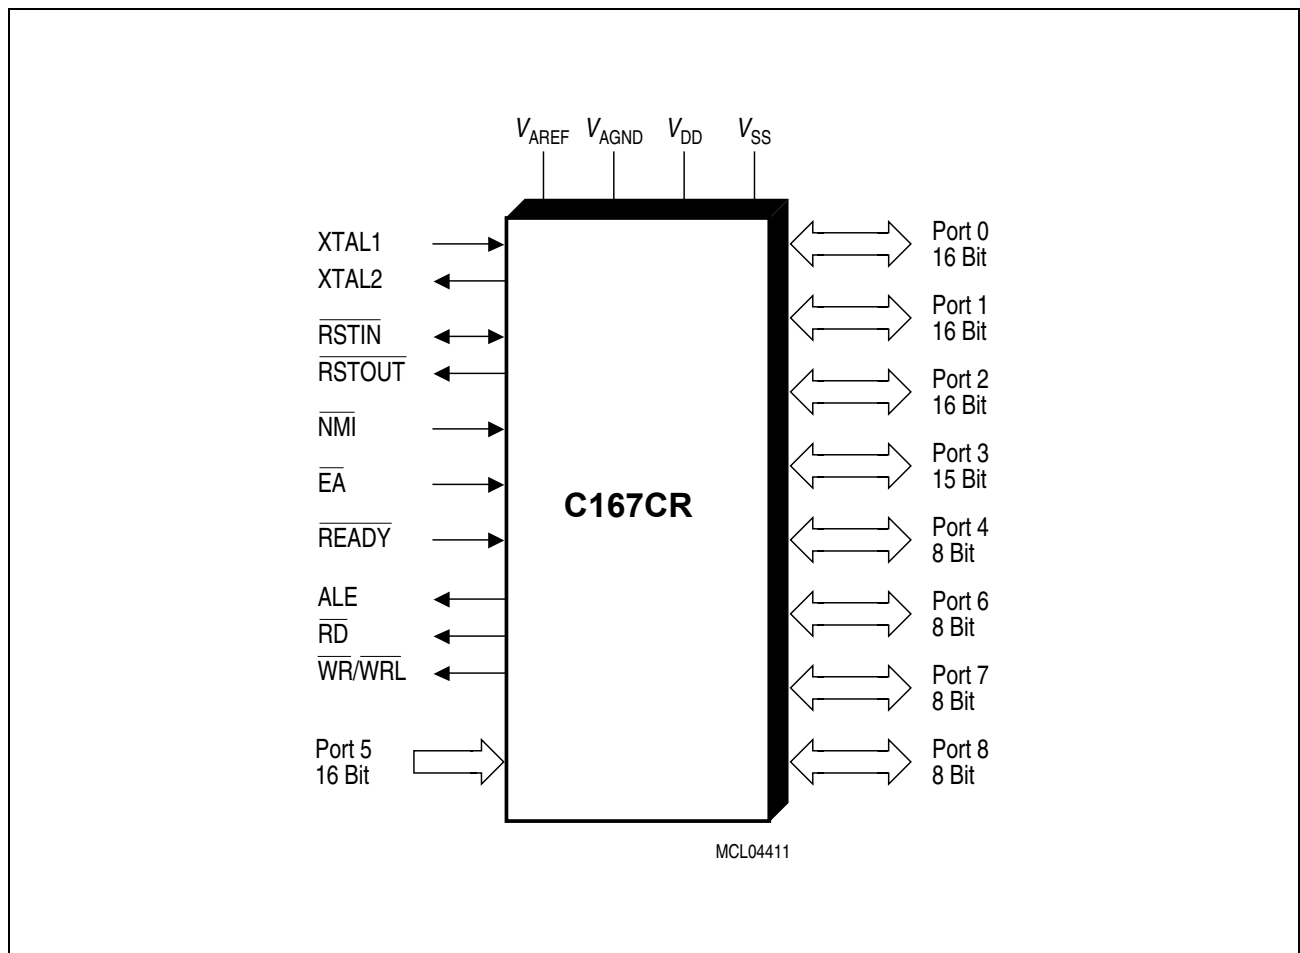 VAREF VAGND VDD VSS
XTAL1
XTAL2
RSTIN
RSTOUT
NMI
EA
READY
ALE
RD
WR/WRL
Port 5
16 Bit
C167CR
Port 0
16 Bit
Port 1
16 Bit
Port 2
16 Bit
Port 3
15 Bit
Port 4
8 Bit
Port 6
8 Bit
Port 7
8 Bit
Port 8
8 Bit
MCL04411